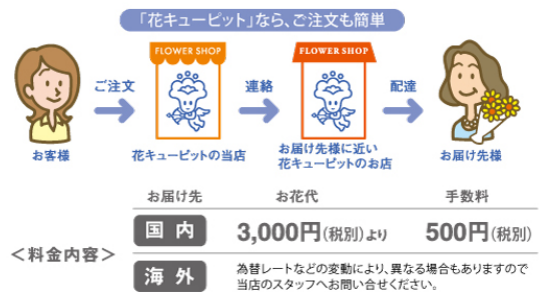 「花キューピット」なら、ご注文も簡単
FLOWER SHOP
FLOWER SHOP
ご注文
連絡
配達
お客様
花キューピットの当店
お届け先様に近い
花キューピットのお店
お届け先様
お届け先
お花代
手数料
<料金内容>
国内
3,000円(税別)より
500円(税別)
海外
為替レートなどの変動により、異なる場合もありますので
当店のスタッフへお問い合せください。